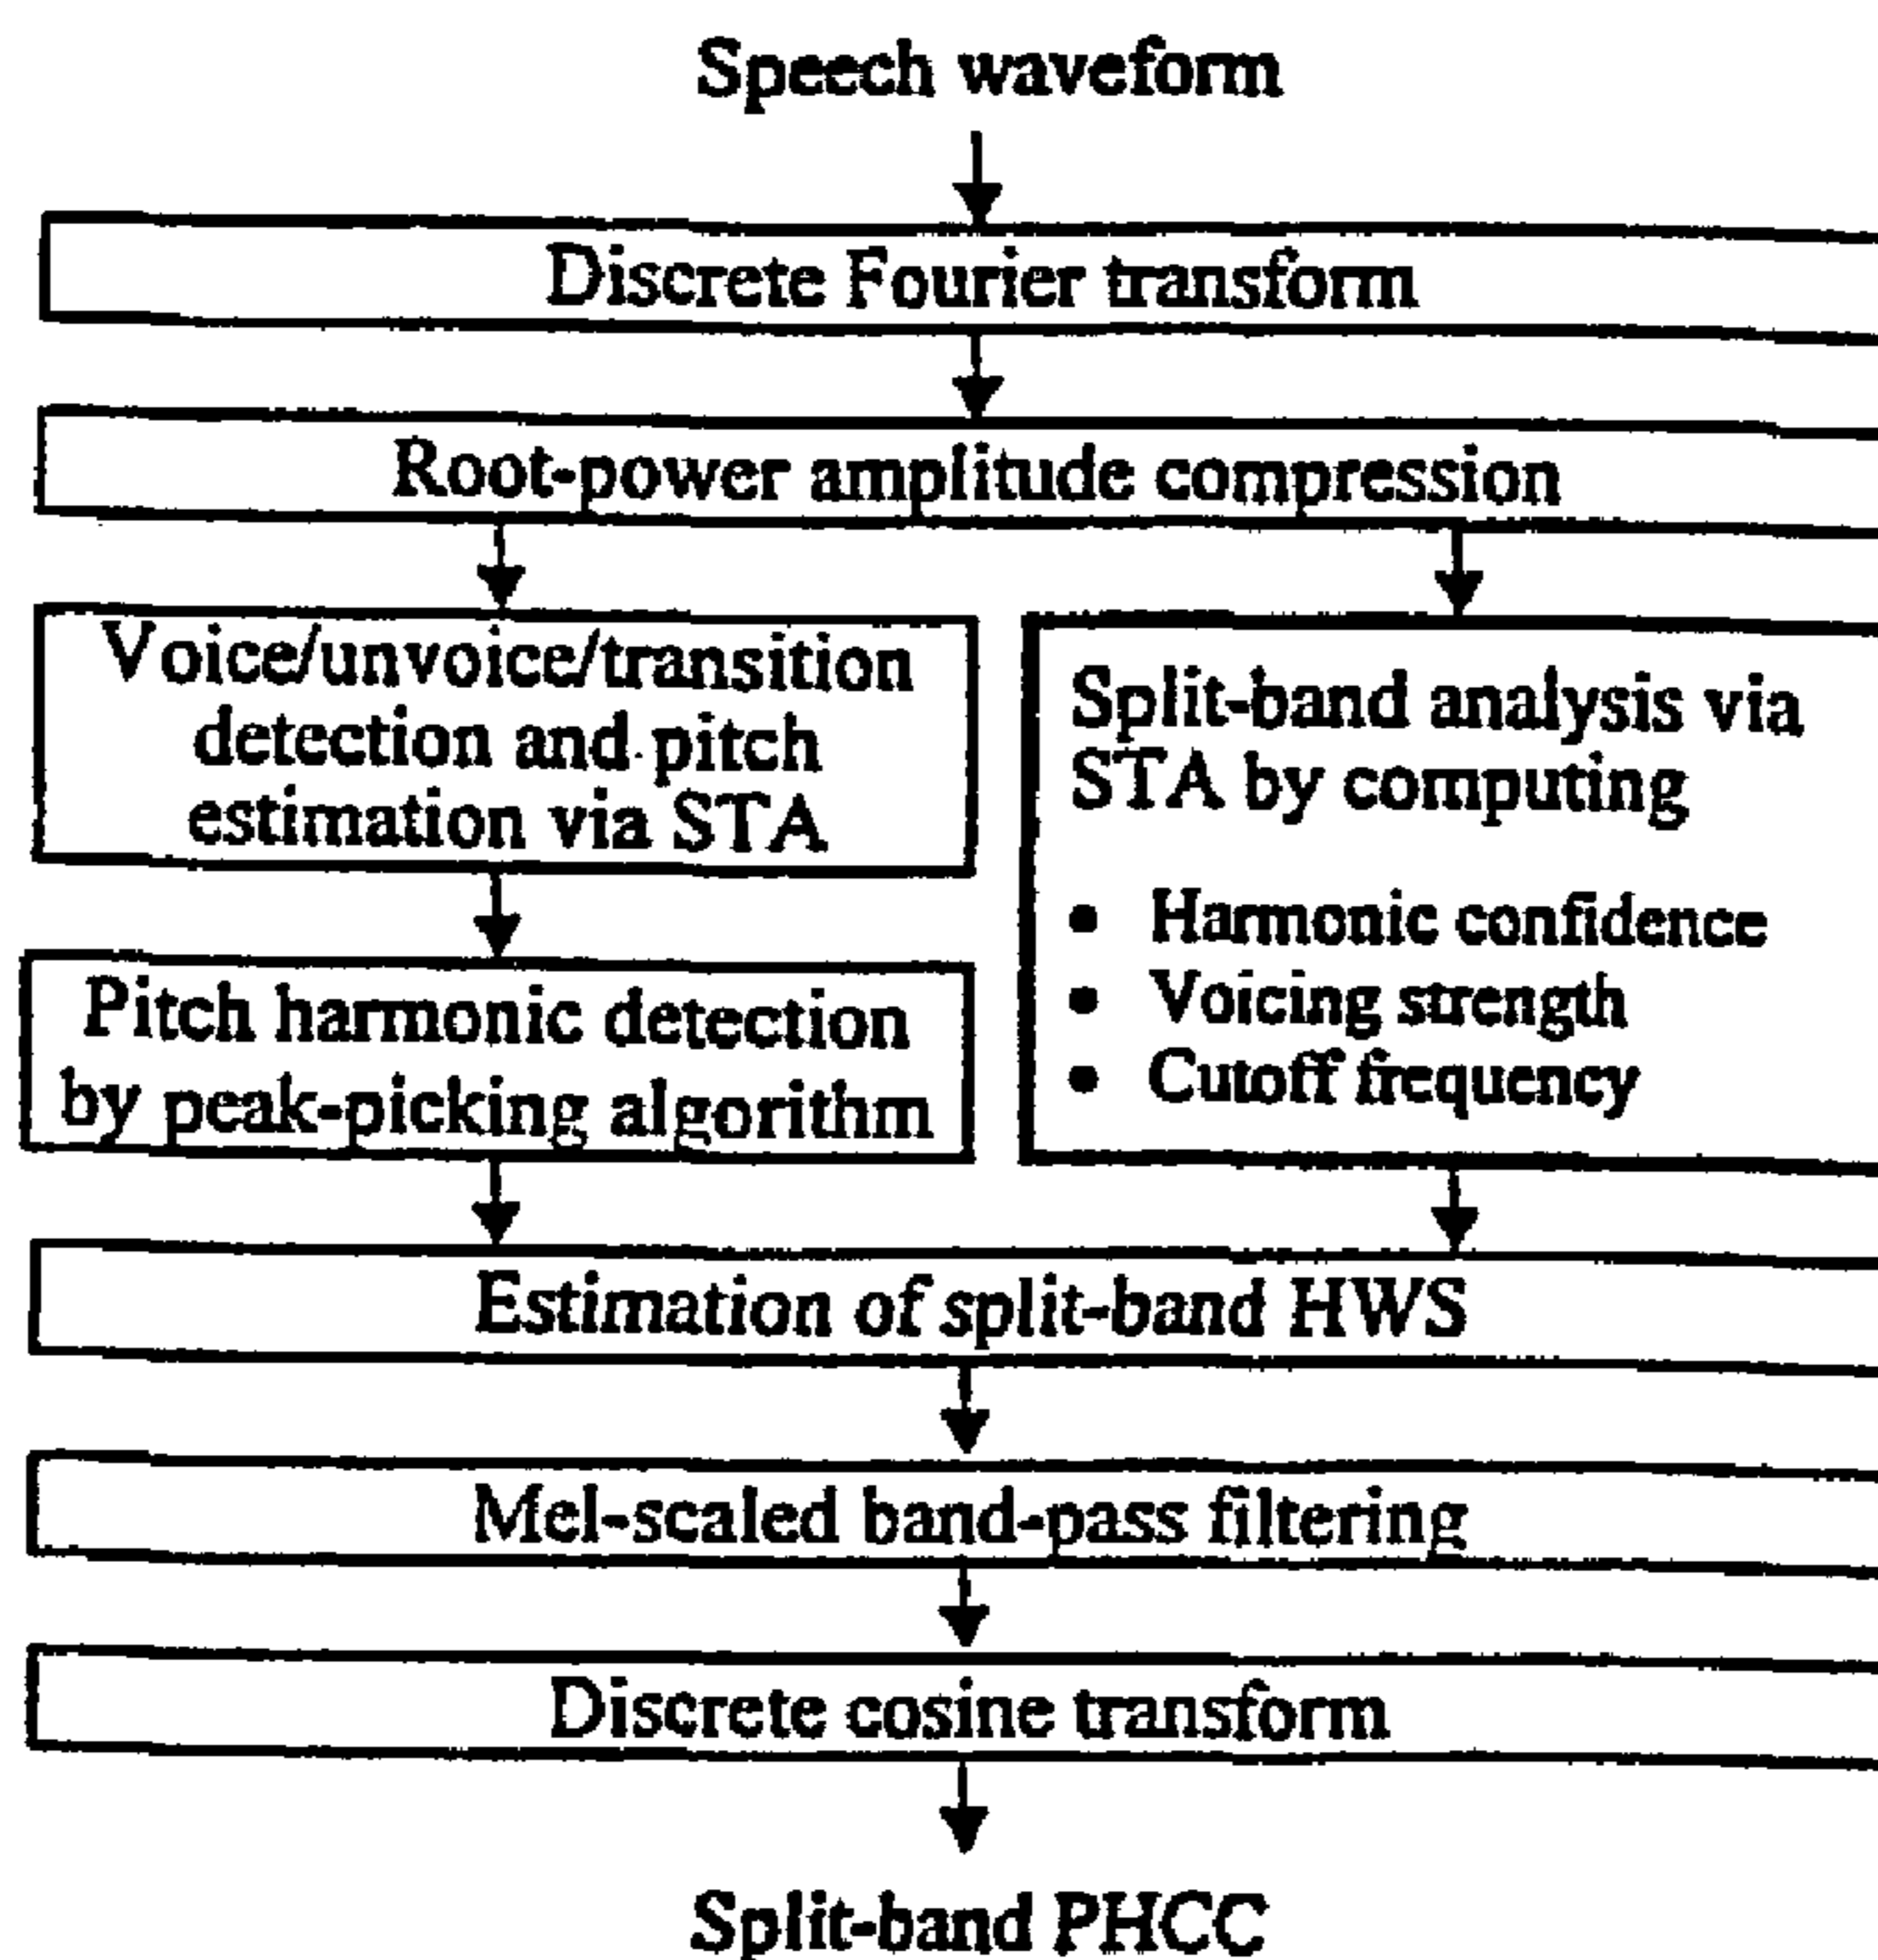 Speech waveform
Discrete Fourier transform
Root-power amplitude compression
Voice/unvoice/transition
detection and pitch
estimation via STA
Pitch harmonic detection
by peak-picking algorithm
Split-band analysis via
STA by computing
• Harmonic confidence
• Voicing strength
• Cutoff frequency
Estimation of split-band HWS
Mel-scaled band-pass filtering
Discrete cosine transform
Split-band PHCC